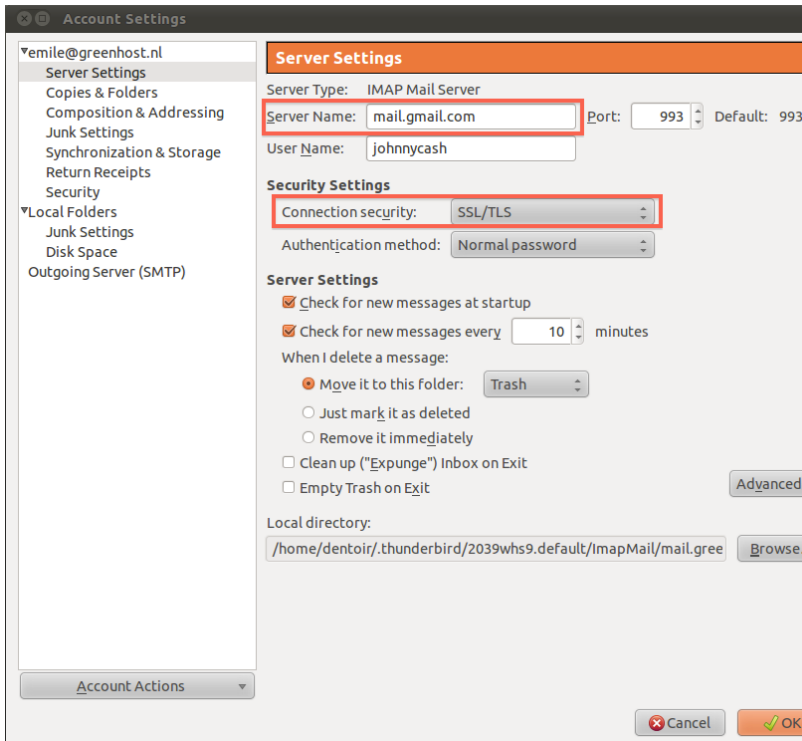 Account Settings
emile@greenhost.nl
Server Settings
Copies & Folders
Composition & Addressing
Junk Settings
Synchronization & Storage
Return Receipts
Security
Local Folders
Junk Settings
Disk Space
Outgoing Server (SMTP)
Account Actions
Server Settings
Server Type: IMAP Mail Server
Server Name: mail.gmail.com Port: 993 Default: 993
User Name: johnnycash
Security Settings
Connection security: SSL/TLS
Authentication method: Normal password
Server Settings
Check for new messages at startup
Check for new messages every 10 minutes
When I delete a message:
Move it to this folder: Trash
Just mark it as deleted
Remove it immediately
Clean up ("Expunge") Inbox on Exit
Empty Trash on Exit
Advanced
Local directory:
/home/dentoir/.thunderbird/2039whs9.default/ImapMail/mail.gree Browse.
Cancel OK